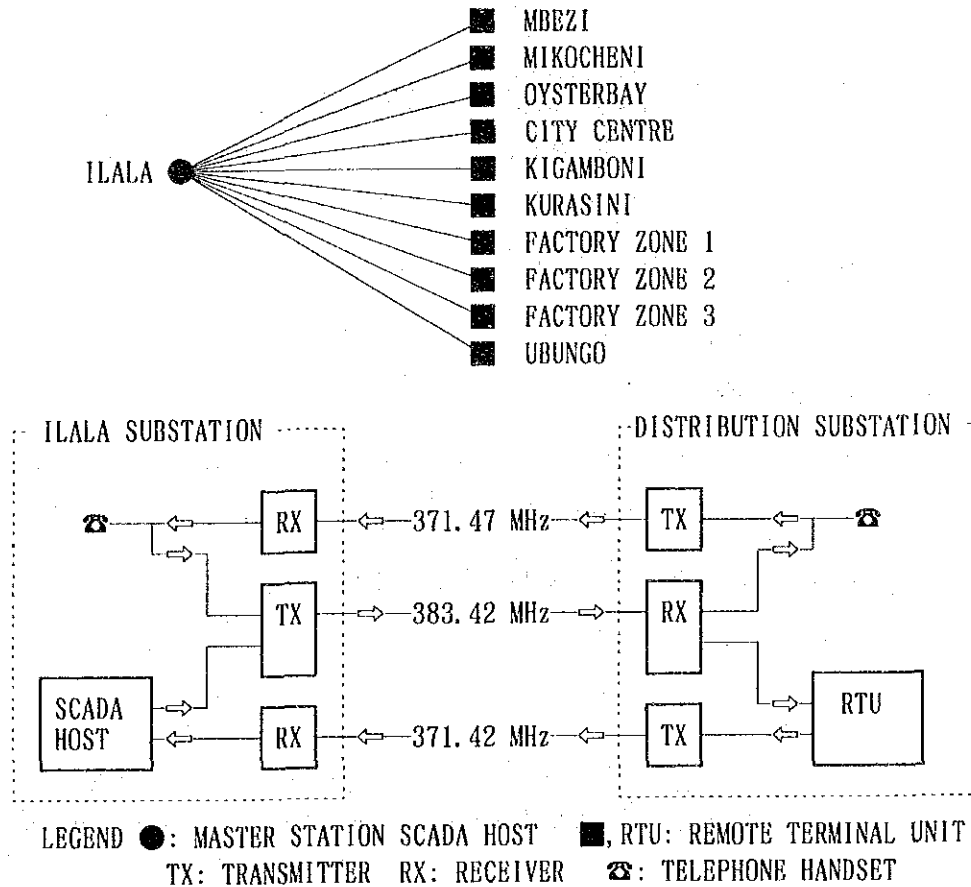 MBEZI
MIKOCHENI
OYSTERBAY
CITY CENTRE
ILALA
KIGAMBONI
KURASINI
FACTORY ZONE 1
FACTORY ZONE 2
FACTORY ZONE 3
UBUNGO
ILALA SUBSTATION
DISTRIBUTION SUBSTATION
RX
371.47 MHz
TX
TX
383.42 MHz
RX
SCADA
HOST
RTU
RX
371.42 MHz
TX
LEGEND ●: MASTER STATION SCADA HOST ■,RTU: REMOTE TERMINAL UNIT
TX: TRANSMITTER RX: RECEIVER ☎: TELEPHONE HANDSET